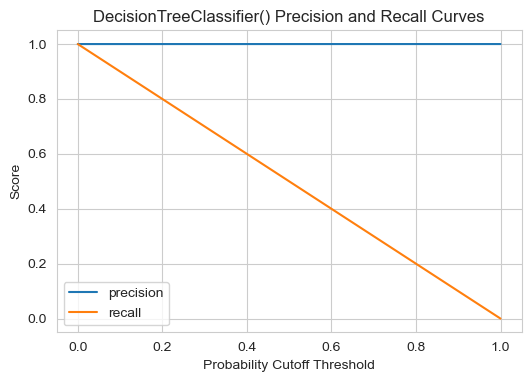 DecisionTreeClassifier() Precision and Recall Curves
1.0
0.8
0.6
0.4
0.2
0.0
Score
precision
recall
0.0 0.2 0.4 0.6 0.8 1.0
Probability Cutoff Threshold